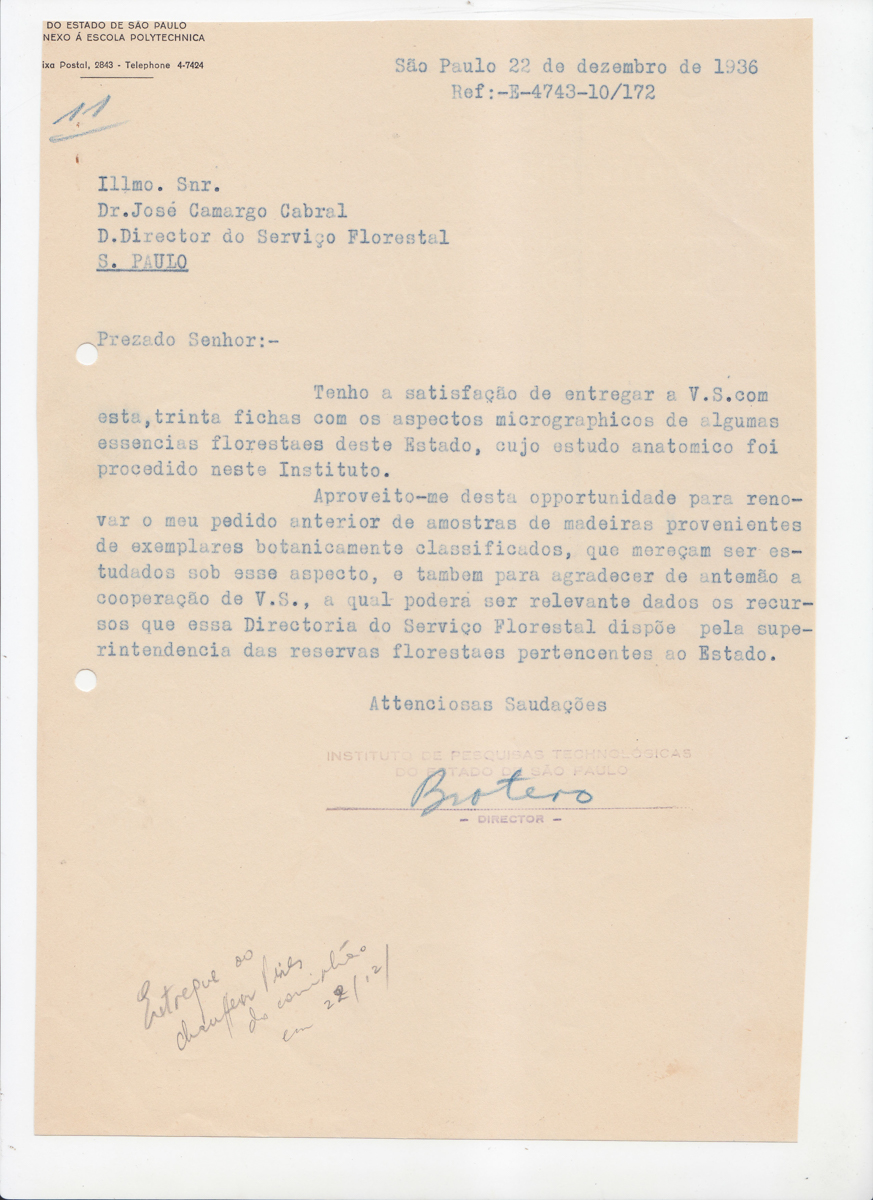 DO ESTADO DE SÃO PAULO
NEXO Á ESCOLA POLYTECHNICA
ixa Postal, 2843 - Telephone 4-7424
São Paulo 22 de dezembro de 1936
Ref:-E-4743-10/172
11
Illmo. Snr.
Dr.José Camargo Cabral
D.Director do Serviço Florestal
S. PAULO
Prezado Senhor:-
Tenho a satisfação de entregar a V.S.com
esta,trinta fichas com os aspectos micrographicos de algumas
essencias florestaes deste Estado, cujo estudo anatomico foi
procedido neste Instituto.
Aproveito-me desta opportunidade para reno-
var o meu pedido anterior de amostras de madeiras provenientes
de exemplares botanicamente classificados, que mereçam ser es-
tudados sob esse aspecto, e tambem para agradecer de antemão a
cooperação de V.S., a qual poderá ser relevante dados os recur-
sos que essa Directoria do Serviço Florestal dispõe pela supe-
rintendencia das reservas florestaes pertencentes ao Estado.
Attenciosas Saudações
INSTITUTO DE PESQUISAS TECHNOLÓGICAS
DO ESTADO DE SÃO PAULO
Brotero
- DIRECTOR -
Entregue ao
chauffeur Pires
do caminhão
em 22/12/